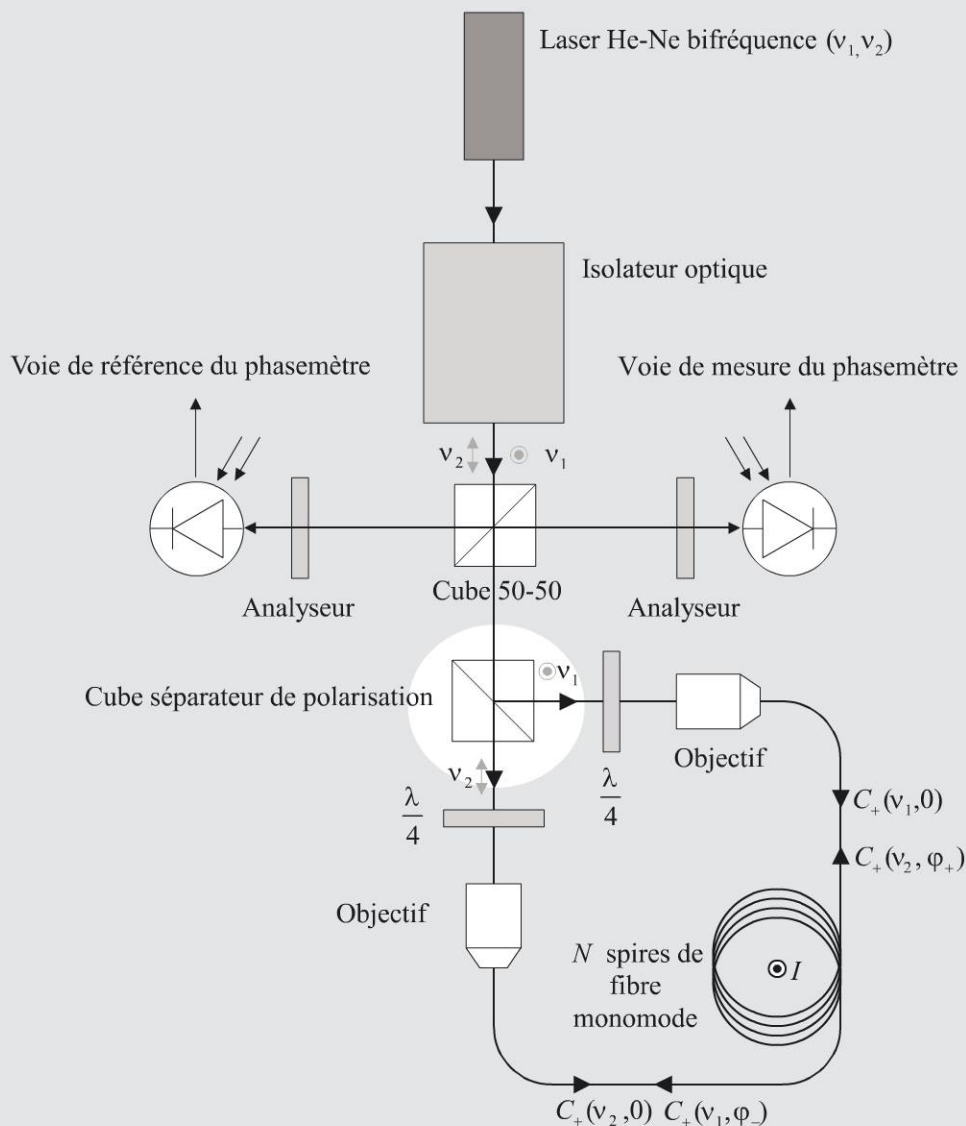 Laser He-Ne bifréquence (ν₁, ν₂)
Isolateur optique
Voie de référence du phasemètre
Voie de mesure du phasemètre
ν₂
ν₁
Analyseur
Cube 50-50
Analyseur
Cube séparateur de polarisation
ν₁
ν₂
λ
4
λ
4
Objectif
C₊(ν₁,0)
C₊(ν₂, φ₊)
Objectif
N spires de
fibre
monomode
I
C₊(ν₂,0)
C₊(ν₁,φ₋)